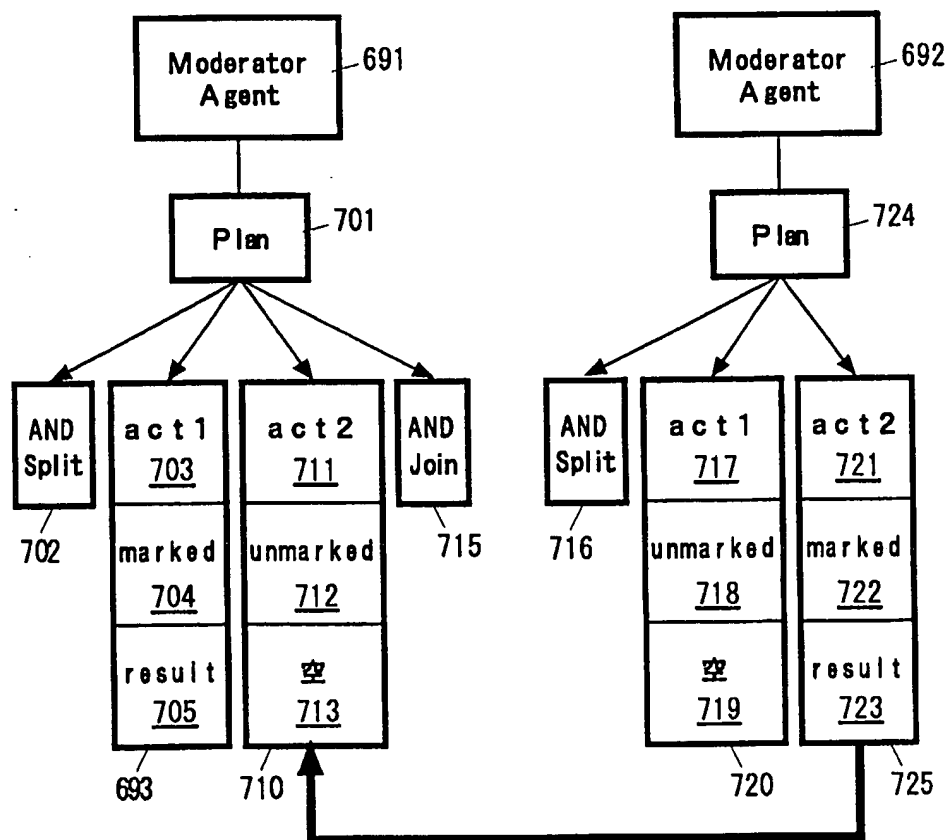 Moderator
Agent
691
Moderator
Agent
692
Plan
701
Plan
724
AND
Split
702
act1
703
marked
704
result
705
693
act2
711
unmarked
712
空
713
710
AND
Join
715
AND
Split
716
act1
717
unmarked
718
空
719
720
act2
721
marked
722
result
723
725